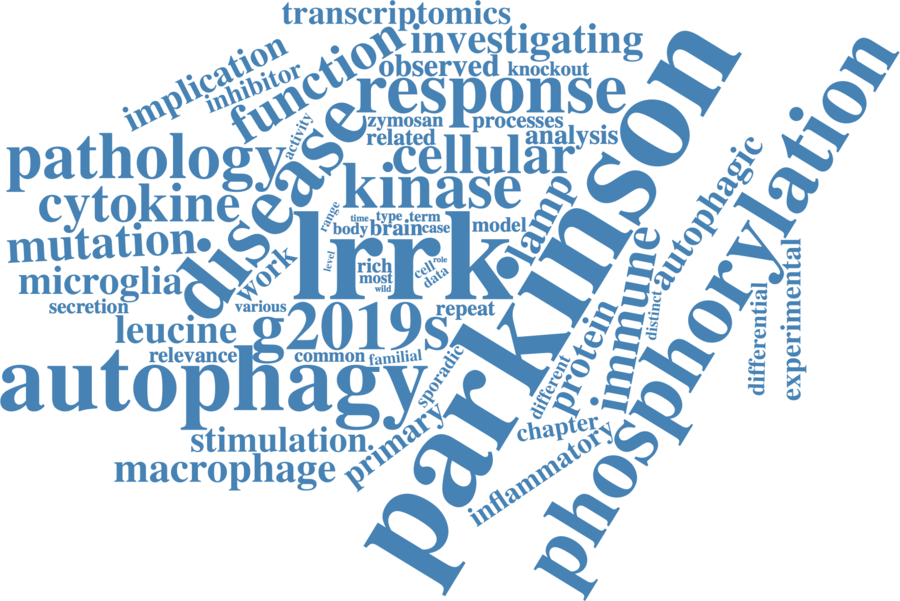 transcriptomics
implication
inhibitor
function
investigating
observed
knockout
response
activity
zymosan
processes
related
analysis
pathology
disease
cellular
cytokine
kinase
parkinson
phosphorylation
mutation
range
time
type
term
body
brain
case
model
lamp
autophagic
microglia
work
lrrk
level
rich
most
wild
cell
role
data
immune
secretion
various
repeat
distinct
differential
experimental
leucine
g2019s
protein
relevance
common
familial
autophagy
sporadic
different
stimulation
primary
chapter
macrophage
inflammatory